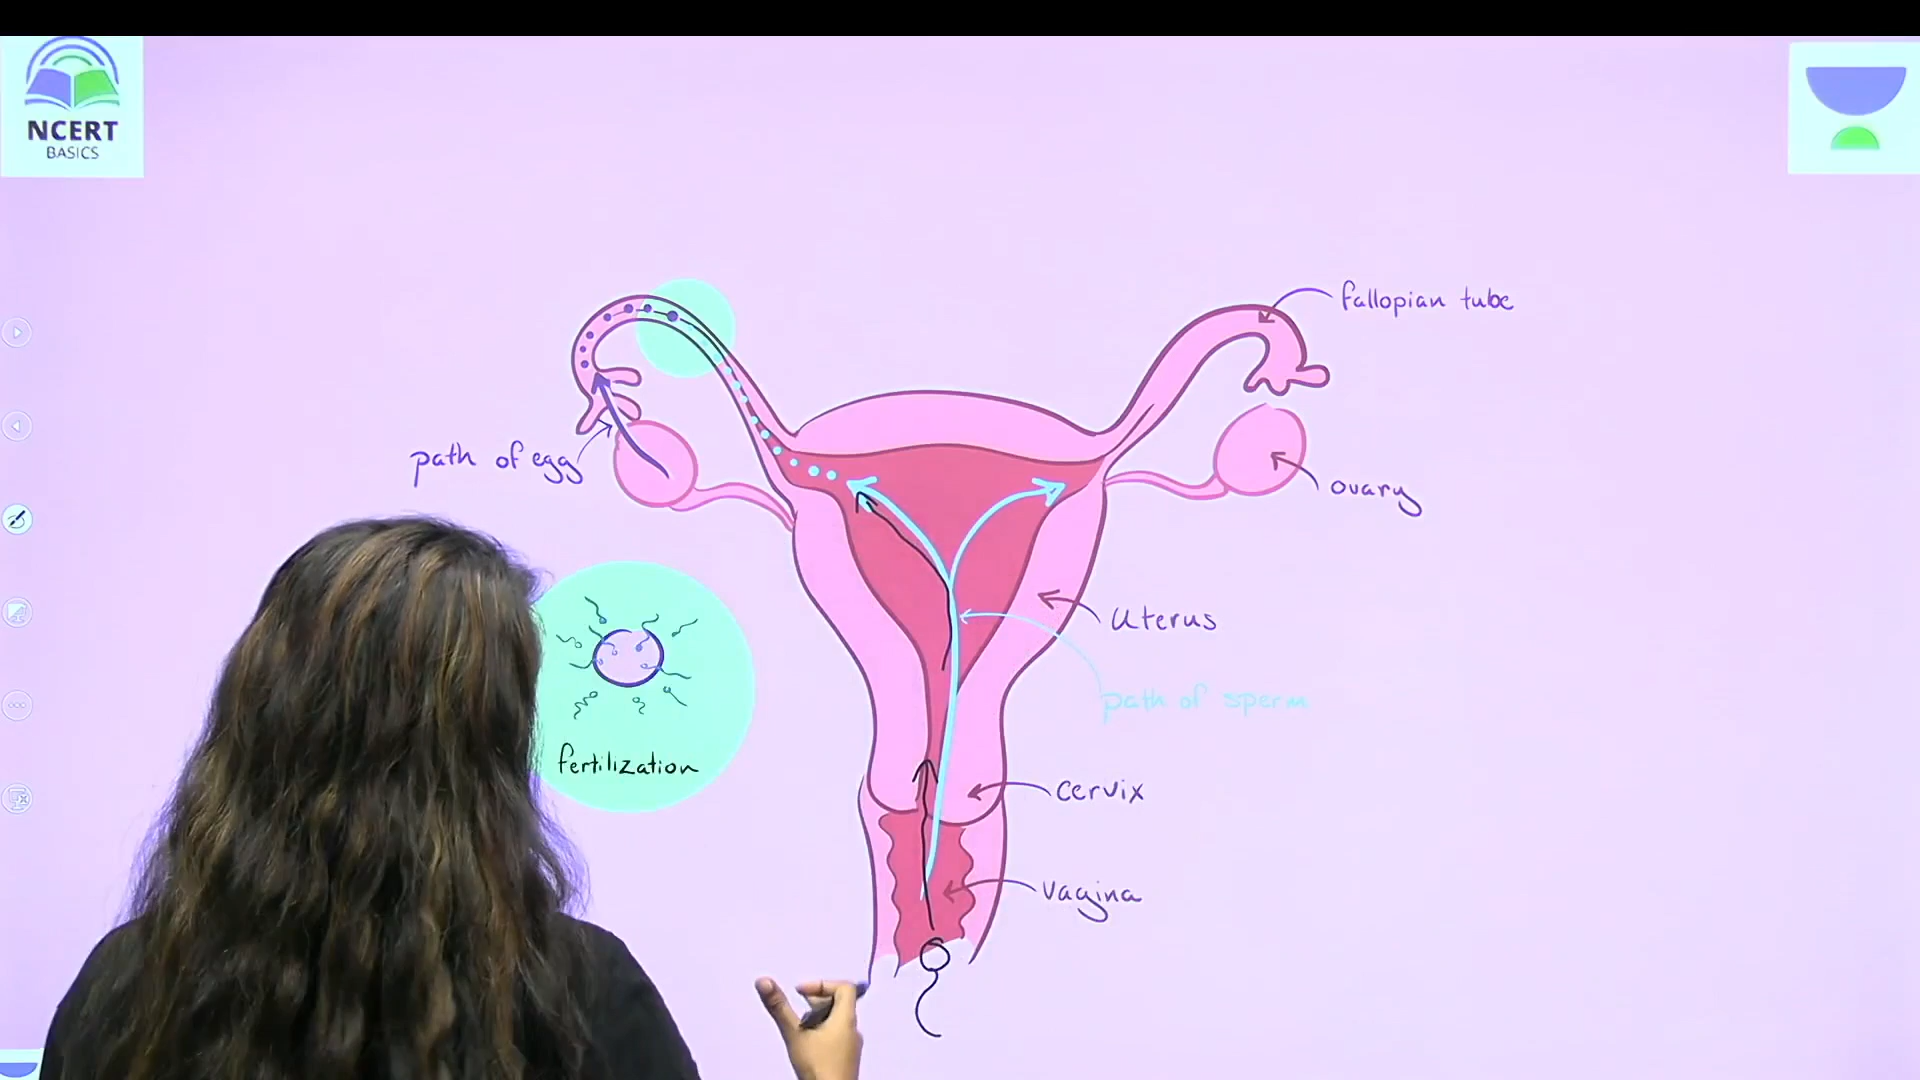 NCERT
BASICS
fallopian tube
path of egg
ovary
Uterus
path of sperm
fertilization
cervix
vagina